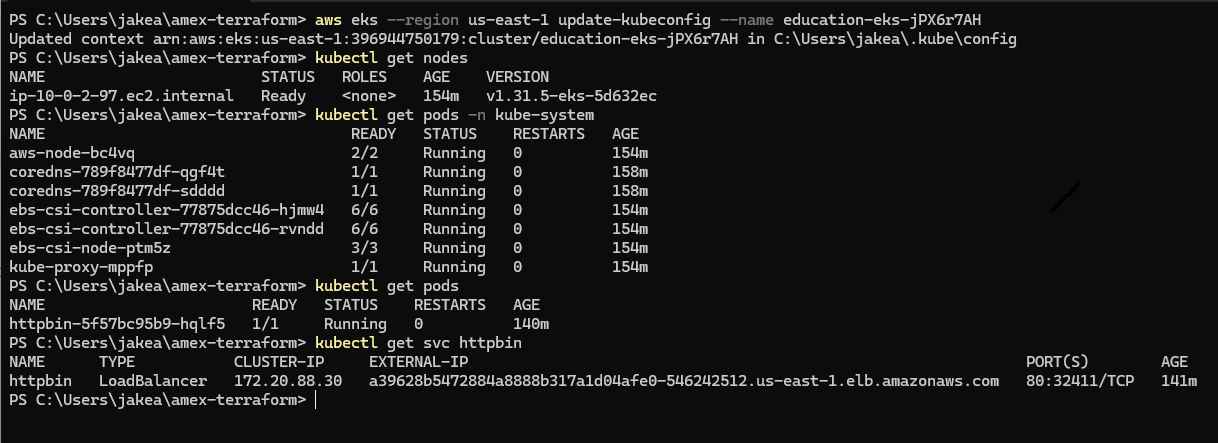 PS C:\Users\jakea\amex-terraform> aws eks --region us-east-1 update-kubeconfig --name education-eks-jPX6r7AH
Updated context arn:aws:eks:us-east-1:396944750179:cluster/education-eks-jPX6r7AH in C:\Users\jakea\.kube\config
PS C:\Users\jakea\amex-terraform> kubectl get nodes
NAME STATUS ROLES AGE VERSION
ip-10-0-2-97.ec2.internal Ready <none> 154m v1.31.5-eks-5d632ec
PS C:\Users\jakea\amex-terraform> kubectl get pods -n kube-system
NAME READY STATUS RESTARTS AGE
aws-node-bc4vq 2/2 Running 0 154m
coredns-789f8477df-qgf4t 1/1 Running 0 158m
coredns-789f8477df-sdddd 1/1 Running 0 158m
ebs-csi-controller-77875dcc46-hjmw4 6/6 Running 0 154m
ebs-csi-controller-77875dcc46-rvndd 6/6 Running 0 154m
ebs-csi-node-ptm5z 3/3 Running 0 154m
kube-proxy-mppfp 1/1 Running 0 154m
PS C:\Users\jakea\amex-terraform> kubectl get pods
NAME READY STATUS RESTARTS AGE
httpbin-5f57bc95b9-hqlf5 1/1 Running 0 140m
PS C:\Users\jakea\amex-terraform> kubectl get svc httpbin
NAME TYPE CLUSTER-IP EXTERNAL-IP PORT(S) AGE
httpbin LoadBalancer 172.20.88.30 a39628b5472884a8888b317a1d04afe0-546242512.us-east-1.elb.amazonaws.com 80:32411/TCP 141m
PS C:\Users\jakea\amex-terraform>